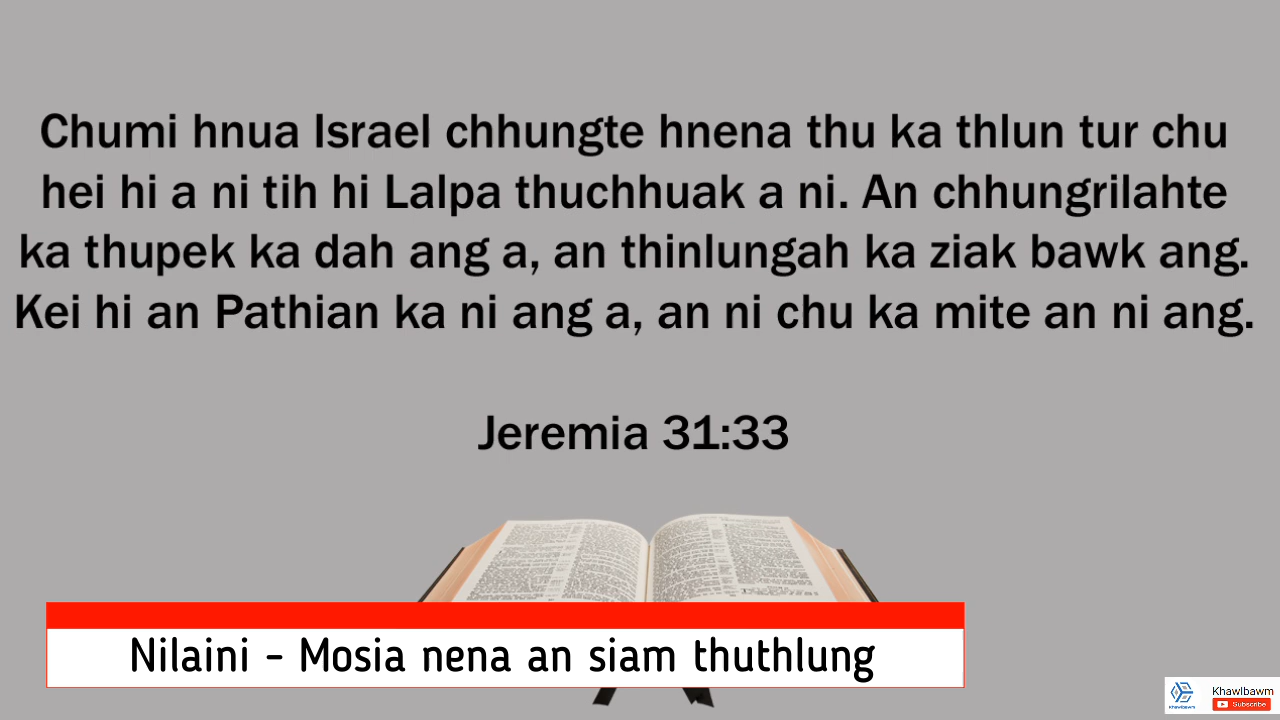 Chumi hnua Israel chhungte hnena thu ka thlun tur chu
hei hi a ni tih hi Lalpa thuchhuak a ni. An chhungrilahte
ka thupek ka dah ang a, an thinlungah ka ziak bawk ang.
Kei hi an Pathian ka ni ang a, an ni chu ka mite an ni ang.
Jeremia 31:33
Nilaini - Mosia nena an siam thuthlung
Khawlbawm
Khawlbawm
Subscribe